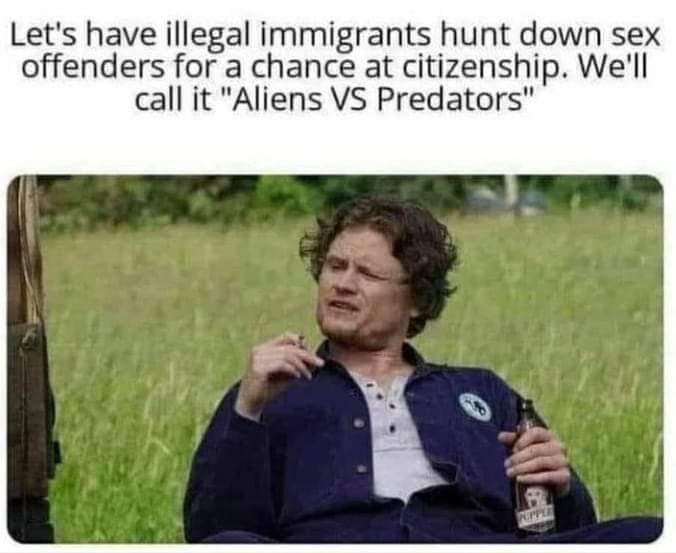 Let's have illegal immigrants hunt down sex
offenders for a chance at citizenship. We'll
call it "Aliens VS Predators"
PUPPERS